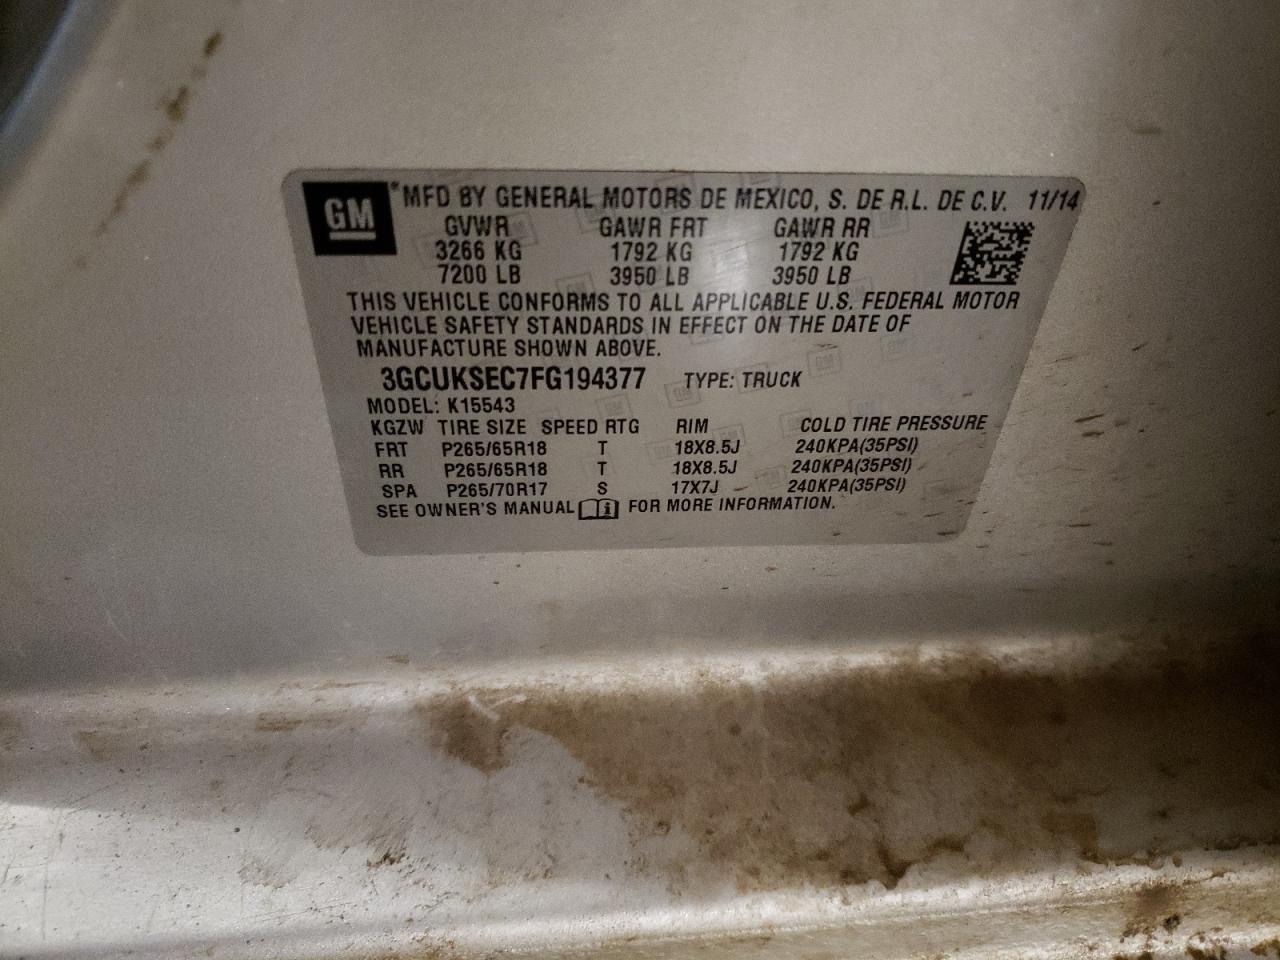 GM *MFD BY GENERAL MOTORS DE MEXICO, S. DE R.L. DE C.V. 11/14
GVWR GAWR FRT GAWR RR
3266 KG 1792 KG 1792 KG
7200 LB 3950 LB 3950 LB
THIS VEHICLE CONFORMS TO ALL APPLICABLE U.S. FEDERAL MOTOR
VEHICLE SAFETY STANDARDS IN EFFECT ON THE DATE OF
MANUFACTURE SHOWN ABOVE.
3GCUKSEC7FG194377 TYPE: TRUCK
MODEL: K15543
KGZW TIRE SIZE SPEED RTG RIM COLD TIRE PRESSURE
FRT P265/65R18 T 18X8.5J 240KPA(35PSI)
RR P265/65R18 T 18X8.5J 240KPA(35PSI)
SPA P265/70R17 S 17X7J 240KPA(35PSI)
SEE OWNER'S MANUAL FOR MORE INFORMATION.